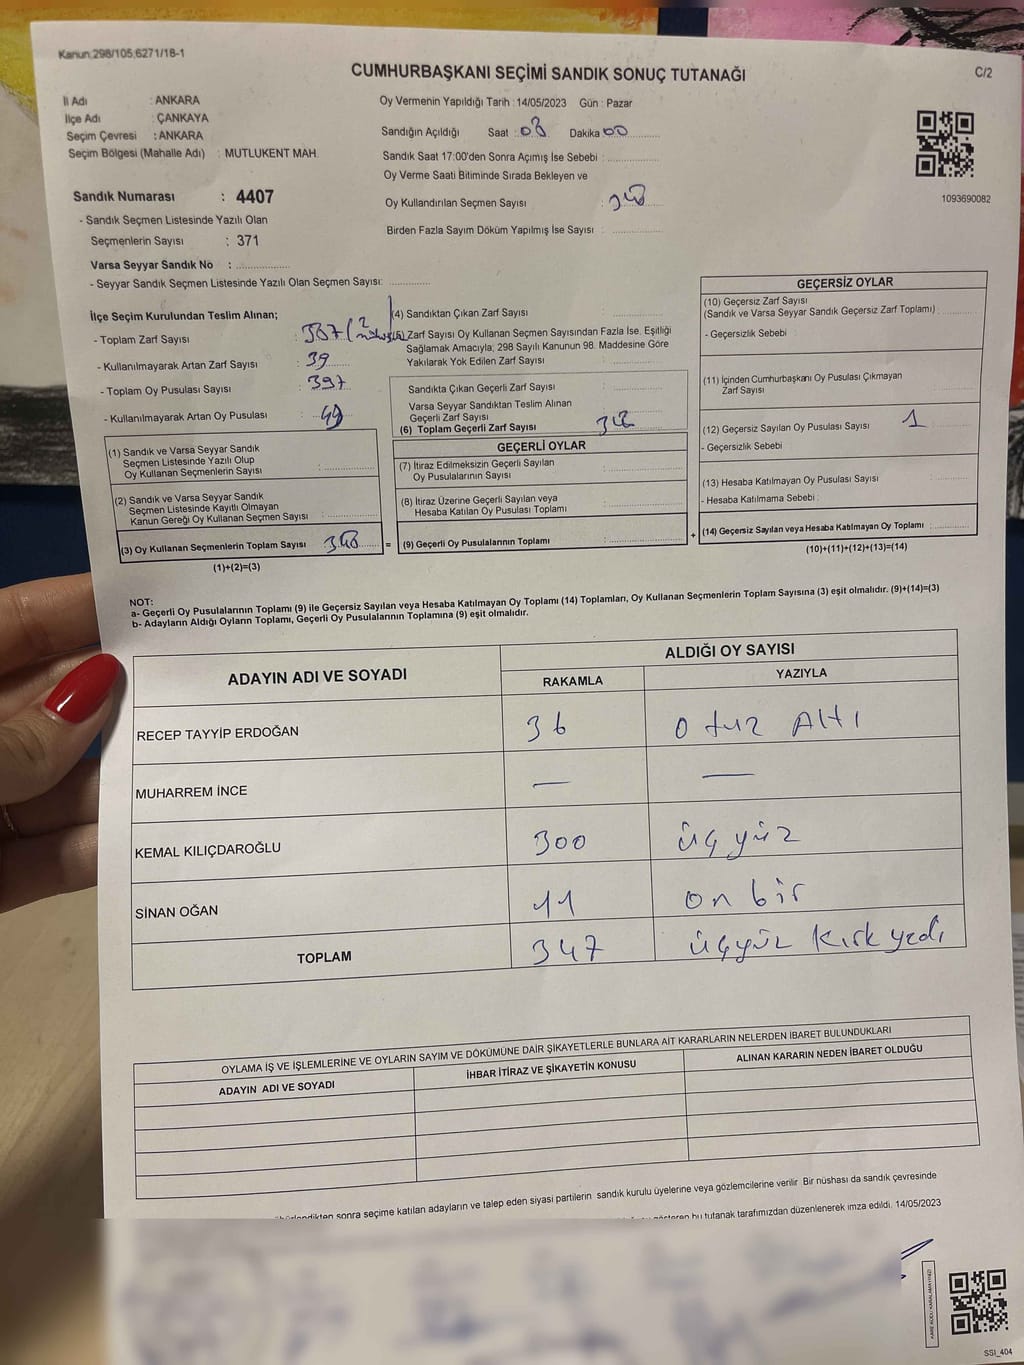 Kanun:298/105;6271/18-1
CUMHURBAŞKANI SEÇİMİ SANDIK SONUÇ TUTANAĞI
C/2
İl Adı : ANKARA
İlçe Adı : ÇANKAYA
Seçim Çevresi : ANKARA
Seçim Bölgesi (Mahalle Adı) : MUTLUKENT MAH.
Sandık Numarası : 4407
- Sandık Seçmen Listesinde Yazılı Olan
Seçmenlerin Sayısı : 371
Varsa Seyyar Sandık No :
- Seyyar Sandık Seçmen Listesinde Yazılı Olan Seçmen Sayısı:
Oy Vermenin Yapıldığı Tarih : 14/05/2023 Gün : Pazar
Sandığın Açıldığı Saat : 08 Dakika 00
Sandık Saat 17:00'den Sonra Açımış İse Sebebi :
Oy Verme Saati Bitiminde Sırada Bekleyen ve
Oy Kullandırılan Seçmen Sayısı : 348
Birden Fazla Sayım Döküm Yapılmış İse Sayısı :
1093690082
İlçe Seçim Kurulundan Teslim Alınan;
- Toplam Zarf Sayısı :
- Kullanılmayarak Artan Zarf Sayısı : 39
- Toplam Oy Pusulası Sayısı : 397
- Kullanılmayarak Artan Oy Pusulası : 49
(1) Sandık ve Varsa Seyyar Sandık
Seçmen Listesinde Yazılı Olup
Oy Kullanan Seçmenlerin Sayısı :
(2) Sandık ve Varsa Seyyar Sandık
Seçmen Listesinde Kayıtlı Olmayan
Kanun Gereği Oy Kullanan Seçmen Sayısı :
(3) Oy Kullanan Seçmenlerin Toplam Sayısı 348
(1)+(2)=(3)
(4) Sandıktan Çıkan Zarf Sayısı :
(5) Zarf Sayısı Oy Kullanan Seçmen Sayısından Fazla İse, Eşitliği
Sağlamak Amacıyla; 298 Sayılı Kanunun 98. Maddesine Göre
Yakılarak Yok Edilen Zarf Sayısı :
Sandıkta Çıkan Geçerli Zarf Sayısı :
Varsa Seyyar Sandıktan Teslim Alınan
Geçerli Zarf Sayısı :
(6) Toplam Geçerli Zarf Sayısı 348
GEÇERLİ OYLAR
(7) İtiraz Edilmeksizin Geçerli Sayılan
Oy Pusulalarının Sayısı :
(8) İtiraz Üzerine Geçerli Sayılan veya
Hesaba Katılan Oy Pusulası Toplamı :
= (9) Geçerli Oy Pusulalarının Toplamı :
GEÇERSİZ OYLAR
(10) Geçersiz Zarf Sayısı
(Sandık ve Varsa Seyyar Sandık Geçersiz Zarf Toplamı) :
- Geçersizlik Sebebi :
(11) İçinden Cumhurbaşkanı Oy Pusulası Çıkmayan
Zarf Sayısı :
(12) Geçersiz Sayılan Oy Pusulası Sayısı : 1
- Geçersizlik Sebebi :
(13) Hesaba Katılmayan Oy Pusulası Sayısı :
- Hesaba Katılmama Sebebi :
+ (14) Geçersiz Sayılan veya Hesaba Katılmayan Oy Toplamı :
(10)+(11)+(12)+(13)=(14)
NOT:
a- Geçerli Oy Pusulalarının Toplamı (9) ile Geçersiz Sayılan veya Hesaba Katılmayan Oy Toplamı (14) Toplamları, Oy Kullanan Seçmenlerin Toplam Sayısına (3) eşit olmalıdır. (9)+(14)=(3)
b- Adayların Aldığı Oyların Toplamı, Geçerli Oy Pusulalarının Toplamına (9) eşit olmalıdır.
ADAYIN ADI VE SOYADI
ALDIĞI OY SAYISI
RAKAMLA YAZIYLA
RECEP TAYYİP ERDOĞAN 36 Otuz Altı
MUHARREM İNCE — —
KEMAL KILIÇDAROĞLU 300 üçyüz
SİNAN OĞAN 11 on bir
TOPLAM 347 üçyüz kırk yedi
OYLAMA İŞ VE İŞLEMLERİNE VE OYLARIN SAYIM VE DÖKÜMÜNE DAİR ŞİKAYETLERLE BUNLARA AİT KARARLARIN NELERDEN İBARET BULUNDUKLARI
ADAYIN ADI VE SOYADI İHBAR İTİRAZ VE ŞİKAYETİN KONUSU ALINAN KARARIN NEDEN İBARET OLDUĞU
sonra seçime katılan adayların ve talep eden siyasi partilerin sandık kurulu üyelerine veya gözlemcilerine verilir. Bir nüshası da sandık çevresinde
bu tutanak tarafımızdan düzenlenerek imza edildi. 14/05/2023
SSI_404